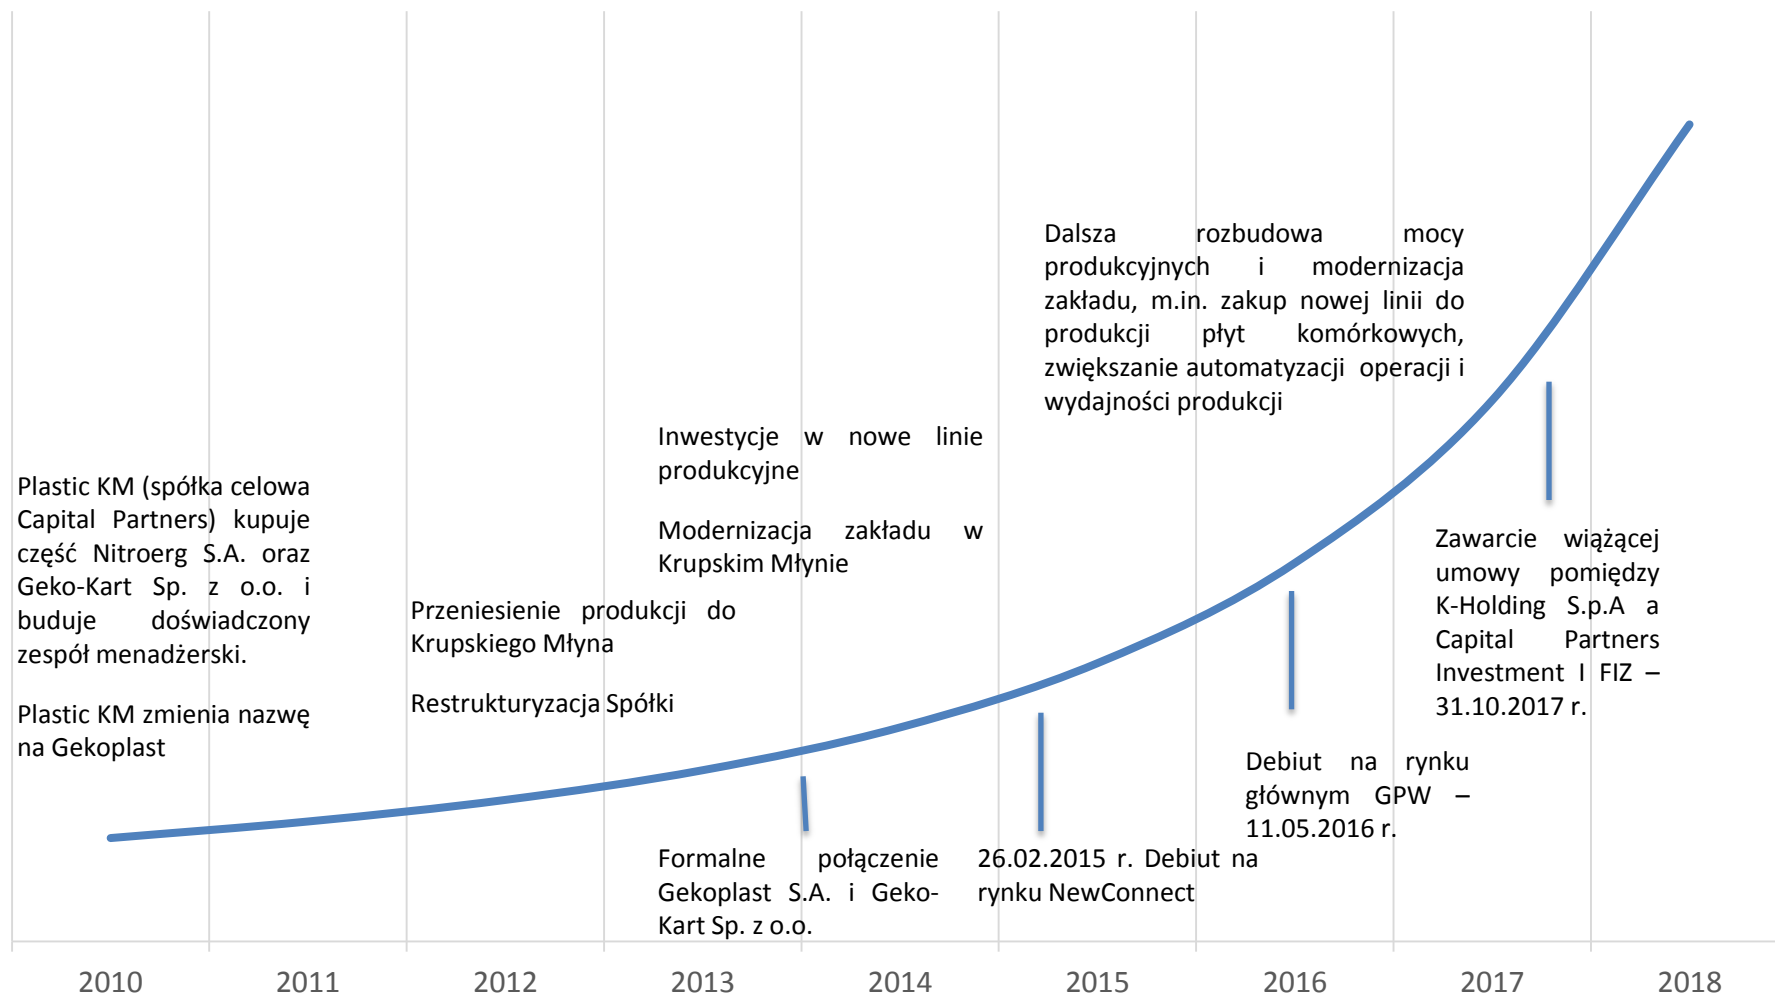 Plastic KM (spółka celowa
Capital Partners) kupuje
część Nitroerg S.A. oraz
Geko-Kart Sp. z o.o. i
buduje doświadczony
zespół menadżerski.
Plastic KM zmienia nazwę
na Gekoplast
Przeniesienie produkcji do
Krupskiego Młyna
Restrukturyzacja Spółki
Inwestycje w nowe linie
produkcyjne
Modernizacja zakładu w
Krupskim Młynie
Formalne połączenie
Gekoplast S.A. i Geko-
Kart Sp. z o.o.
26.02.2015 r. Debiut na
rynku NewConnect
Dalsza rozbudowa mocy
produkcyjnych i modernizacja
zakładu, m.in. zakup nowej linii do
produkcji płyt komórkowych,
zwiększanie automatyzacji operacji i
wydajności produkcji
Debiut na rynku
głównym GPW –
11.05.2016 r.
Zawarcie wiążącej
umowy pomiędzy
K-Holding S.p.A a
Capital Partners
Investment I FIZ –
31.10.2017 r.
2010 2011 2012 2013 2014 2015 2016 2017 2018